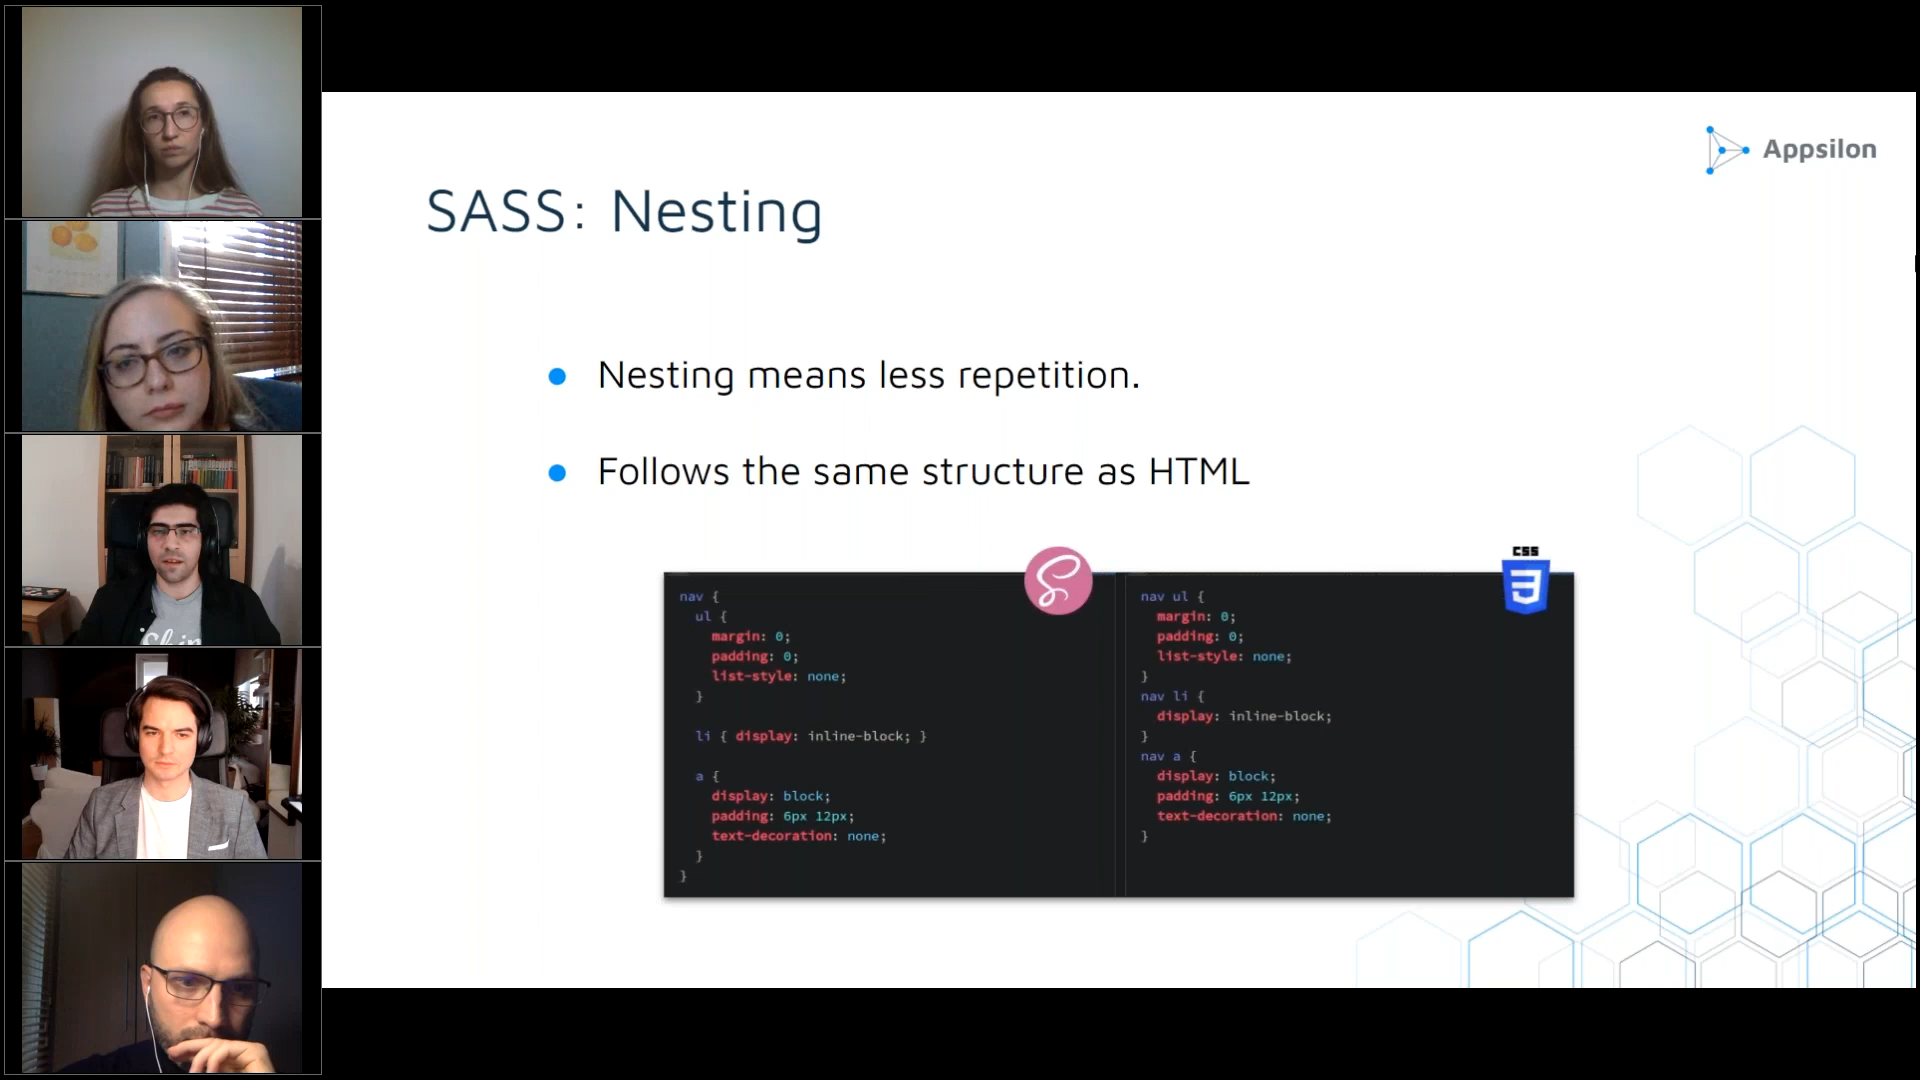 Appsilon
SASS: Nesting
Nesting means less repetition.
Follows the same structure as HTML
CSS
nav {
ul {
margin: 0;
padding: 0;
list-style: none;
}
li { display: inline-block; }
a {
display: block;
padding: 6px 12px;
text-decoration: none;
}
}
nav ul {
margin: 0;
padding: 0;
list-style: none;
}
nav li {
display: inline-block;
}
nav a {
display: block;
padding: 6px 12px;
text-decoration: none;
}